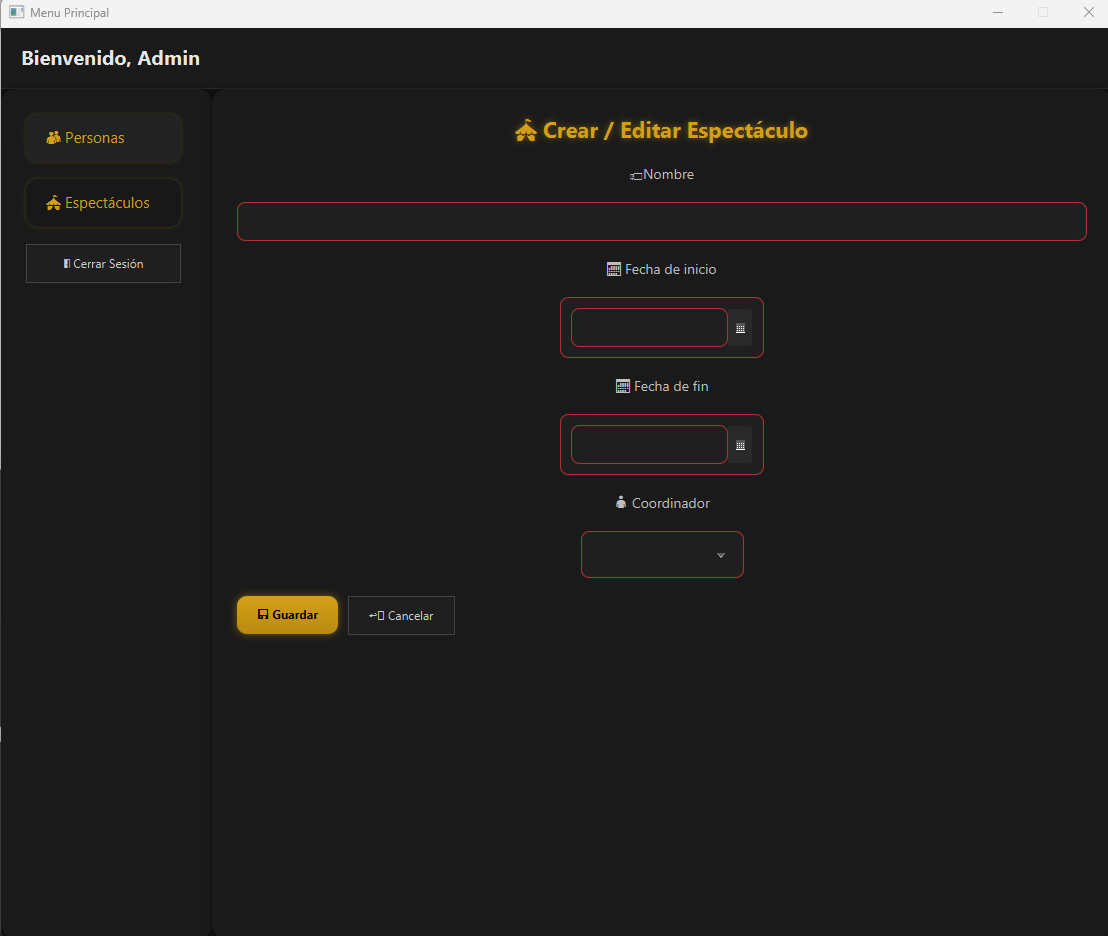 Menu Principal
Bienvenido, Admin
Personas
Espectáculos
Cerrar Sesión
Crear / Editar Espectáculo
Nombre
Fecha de inicio
Fecha de fin
Coordinador
Guardar
Cancelar